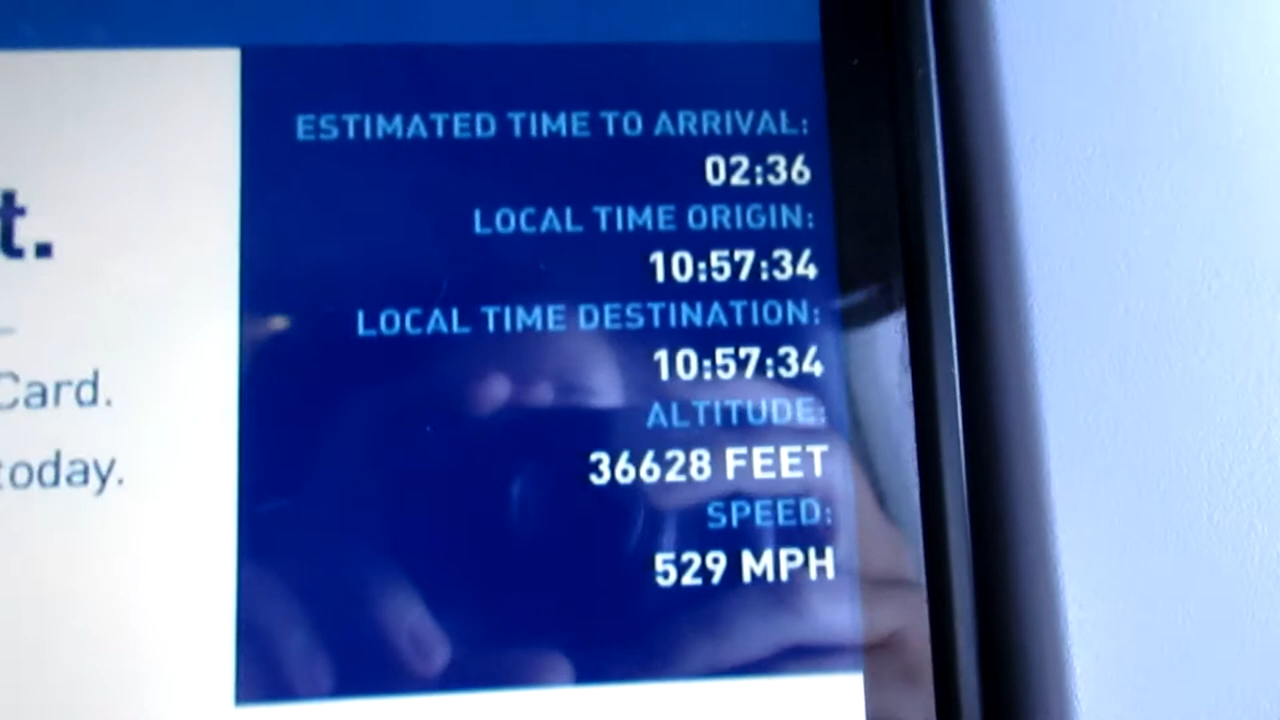 ESTIMATED TIME TO ARRIVAL:
02:36
LOCAL TIME ORIGIN:
10:57:34
LOCAL TIME DESTINATION:
10:57:34
ALTITUDE:
36628 FEET
SPEED:
529 MPH
t.
Card.
today.